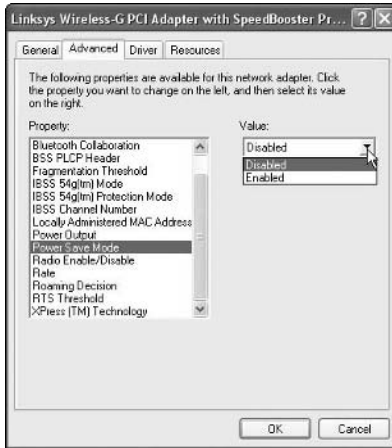 Linksys Wireless-G PCI Adapter with SpeedBooster Pr...
General Advanced Driver Resources
The following properties are available for this network adapter. Click
the property you want to change on the left, and then select its value
on the right.
Property:
Value:
Bluetooth Collaboration
BSS PLCP Header
Fragmentation Threshold
IBSS 54g(tm) Mode
IBSS 54g(tm) Protection Mode
IBSS Channel Number
Locally Administered MAC Address
Power Output
Power Save Mode
Radio Enable/Disable
Rate
Roaming Decision
RTS Threshold
XPress (TM) Technology
Disabled
Disabled
Enabled
OK Cancel